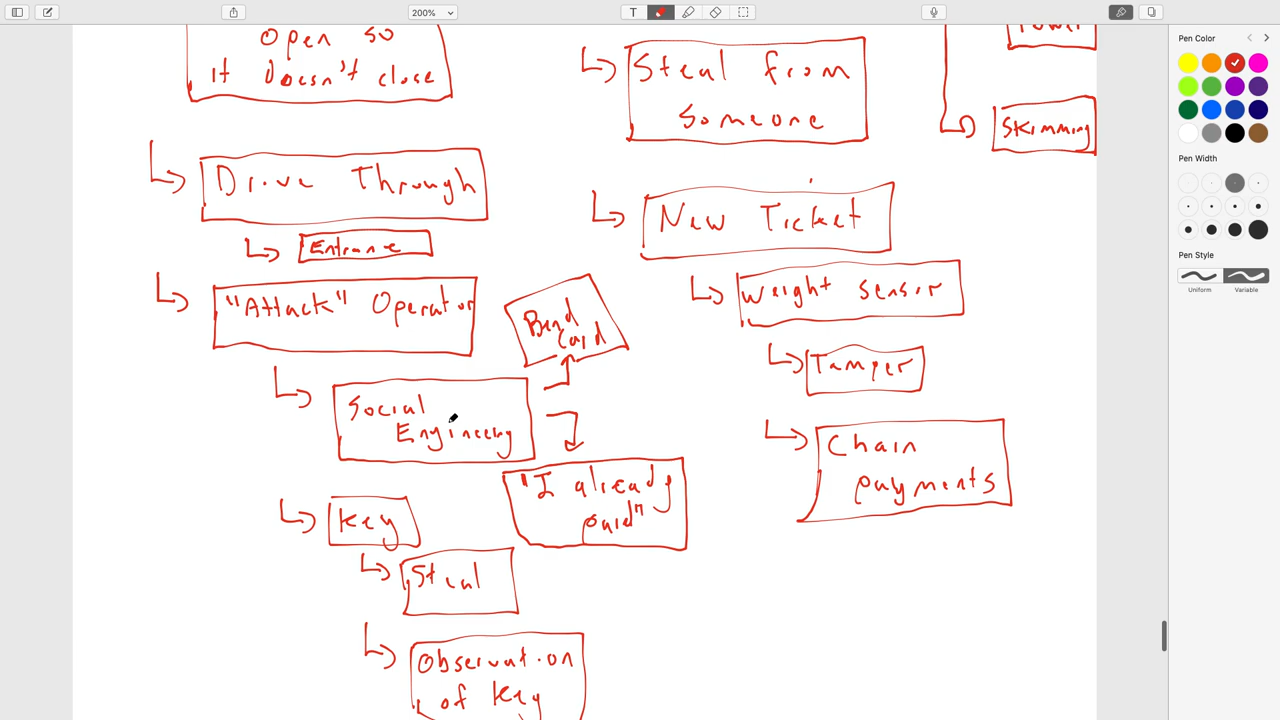 200%
T
Open so
it doesn't close
Drive Through
Entrance
"Attack" Operator
Social
Engineering
Bend
Card
"I already
paid"
Key
Steal
Observation
of Key
Steal from
Someone
New Ticket
Weight sensor
Tamper
Chain
payments
Skimming
Pen Color
Pen Width
Pen Style
Uniform
Variable